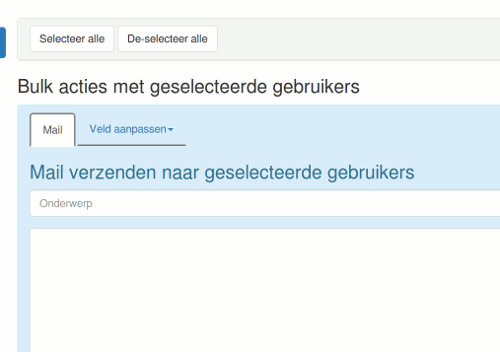 Selecteer alle De-selecteer alle
Bulk acties met geselecteerde gebruikers
Mail Veld aanpassen
Mail verzenden naar geselecteerde gebruikers
Onderwerp